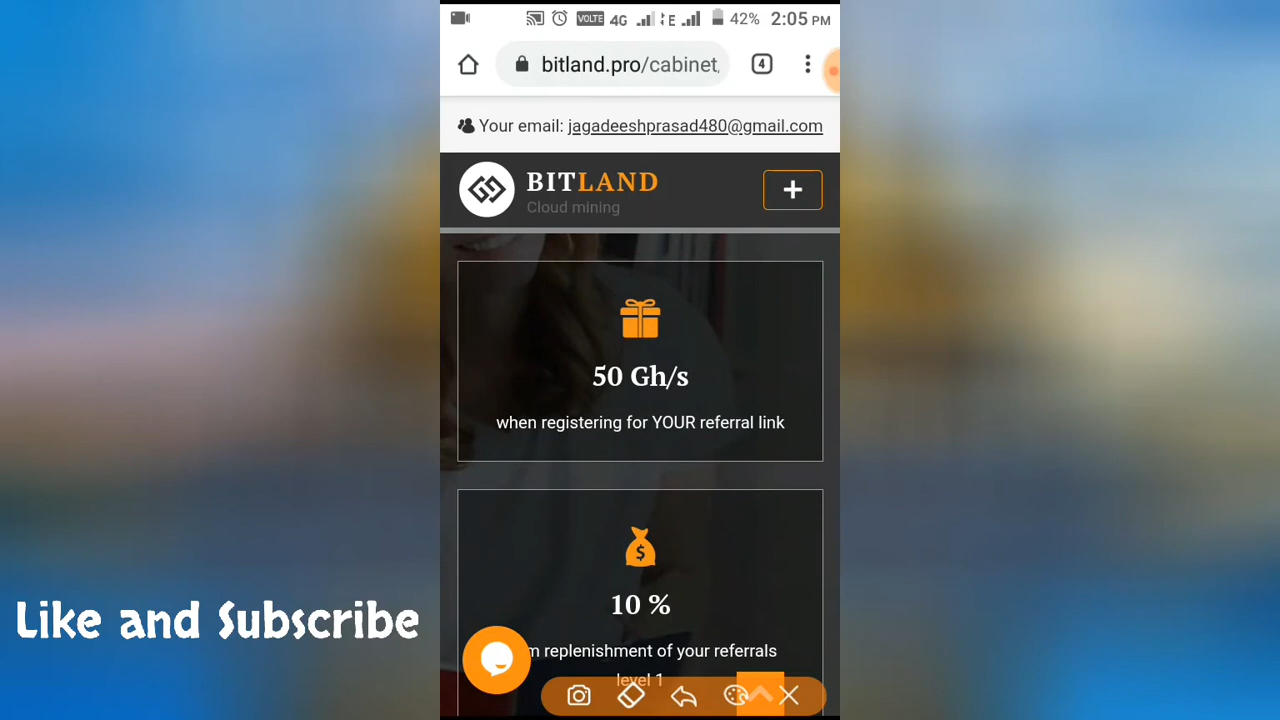 VOLTE 4G E 42% 2:05 PM
bitland.pro/cabinet 4
Your email: jagadeeshprasad480@gmail.com
BITLAND
Cloud mining
50 Gh/s
when registering for YOUR referral link
$
10 %
m replenishment of your referrals
level 1
Like and Subscribe